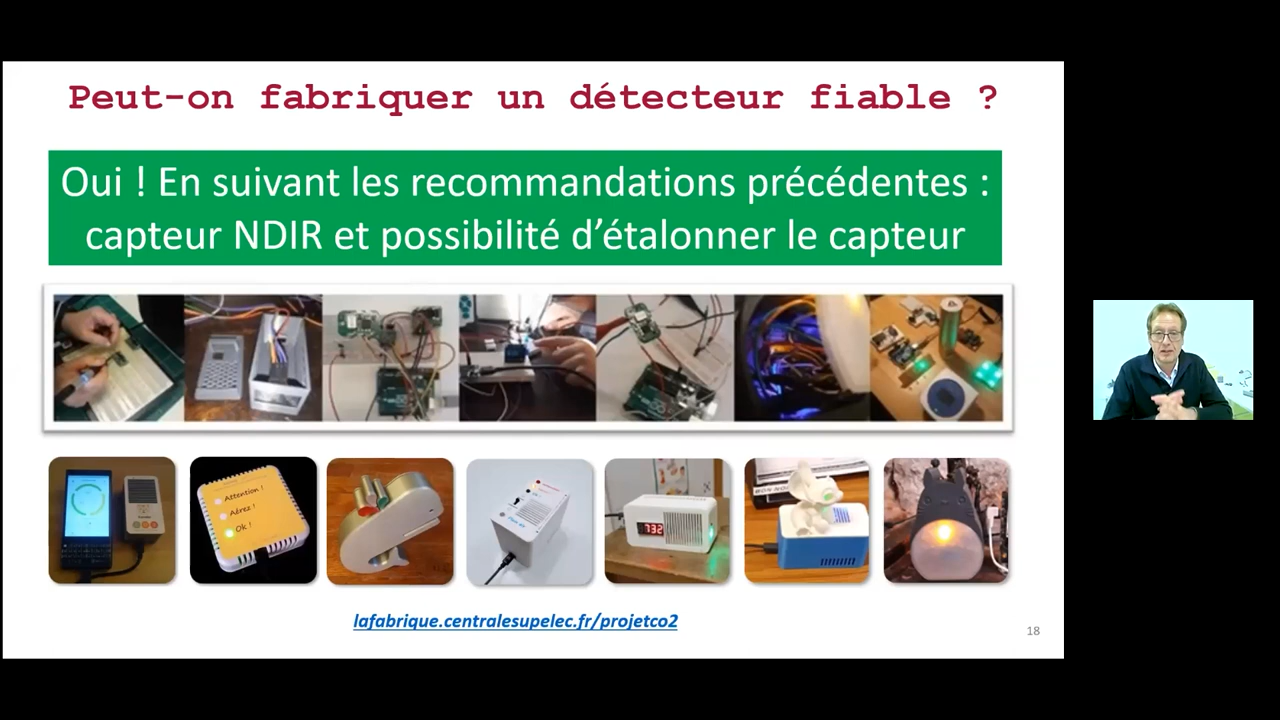 Peut-on fabriquer un détecteur fiable ?
Oui ! En suivant les recommandations précédentes :
capteur NDIR et possibilité d’étalonner le capteur
Attention !
Aérez !
Ok !
732
lafabrique.centralesupelec.fr/projetco2
18